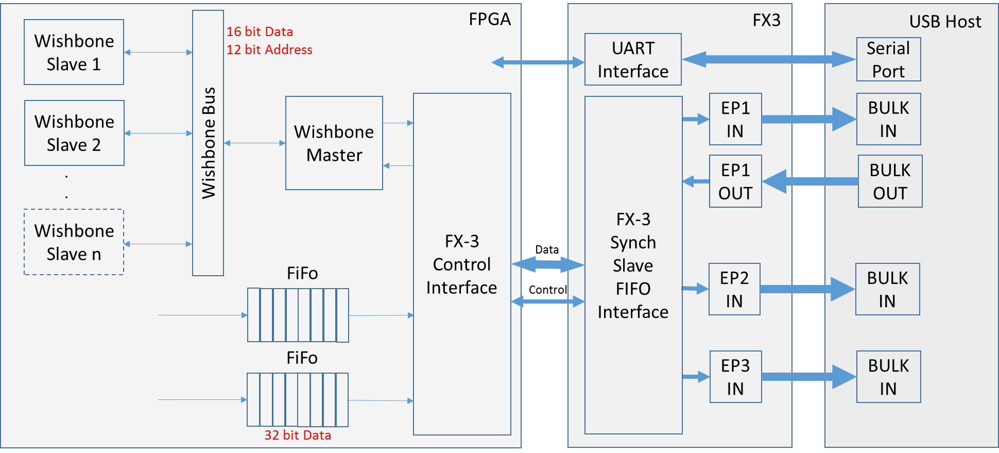 FPGA
Wishbone
Slave 1
Wishbone
Slave 2
.
.
Wishbone
Slave n
Wishbone Bus
16 bit Data
12 bit Address
Wishbone
Master
FiFo
FiFo
32 bit Data
FX-3
Control
Interface
Data
Control
FX3
UART
Interface
FX-3
Synch
Slave
FIFO
Interface
EP1
IN
EP1
OUT
EP2
IN
EP3
IN
USB Host
Serial
Port
BULK
IN
BULK
OUT
BULK
IN
BULK
IN